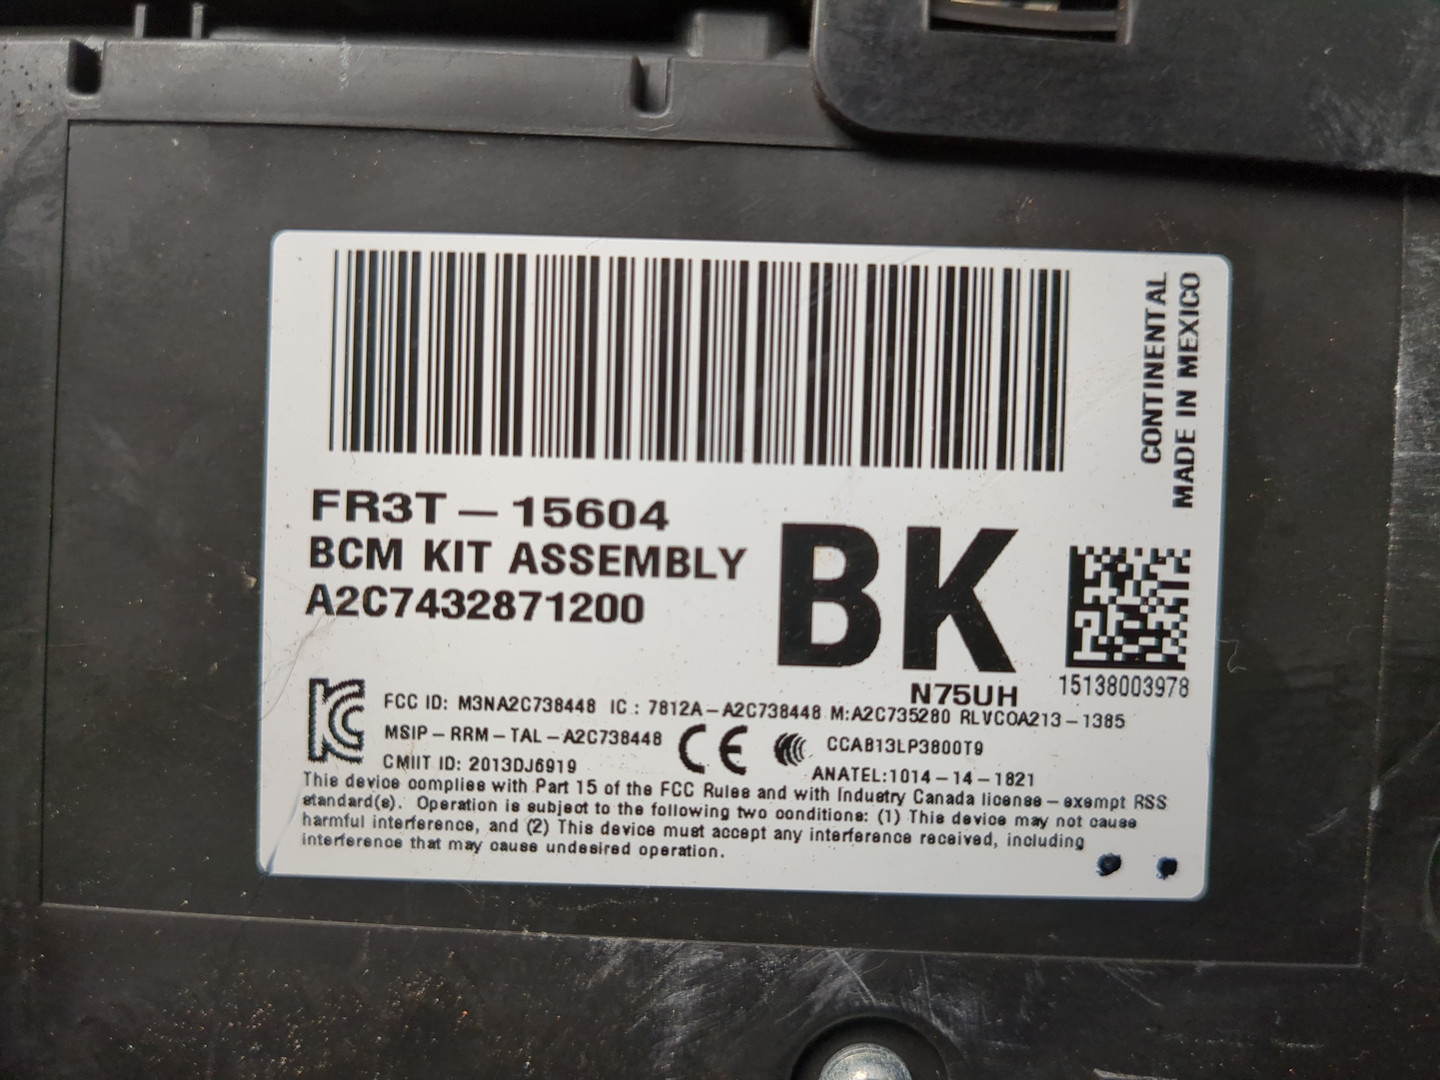 CONTINENTAL
MADE IN MEXICO
FR3T-15604
BCM KIT ASSEMBLY
A2C7432871200
BK
N75UH
15138003978
FCC ID: M3NA2C738448 IC : 7812A-A2C738448 M:A2C735280 RLVCOA213-1385
MSIP-RRM-TAL-A2C738448
CE
CCAB13LP3800T9
CMIIT ID: 2013DJ6919
ANATEL:1014-14-1821
This device complies with Part 15 of the FCC Rules and with Industry Canada license-exempt RSS
standard(s). Operation is subject to the following two conditions: (1) This device may not cause
harmful interference, and (2) This device must accept any interference received, including
interference that may cause undesired operation.